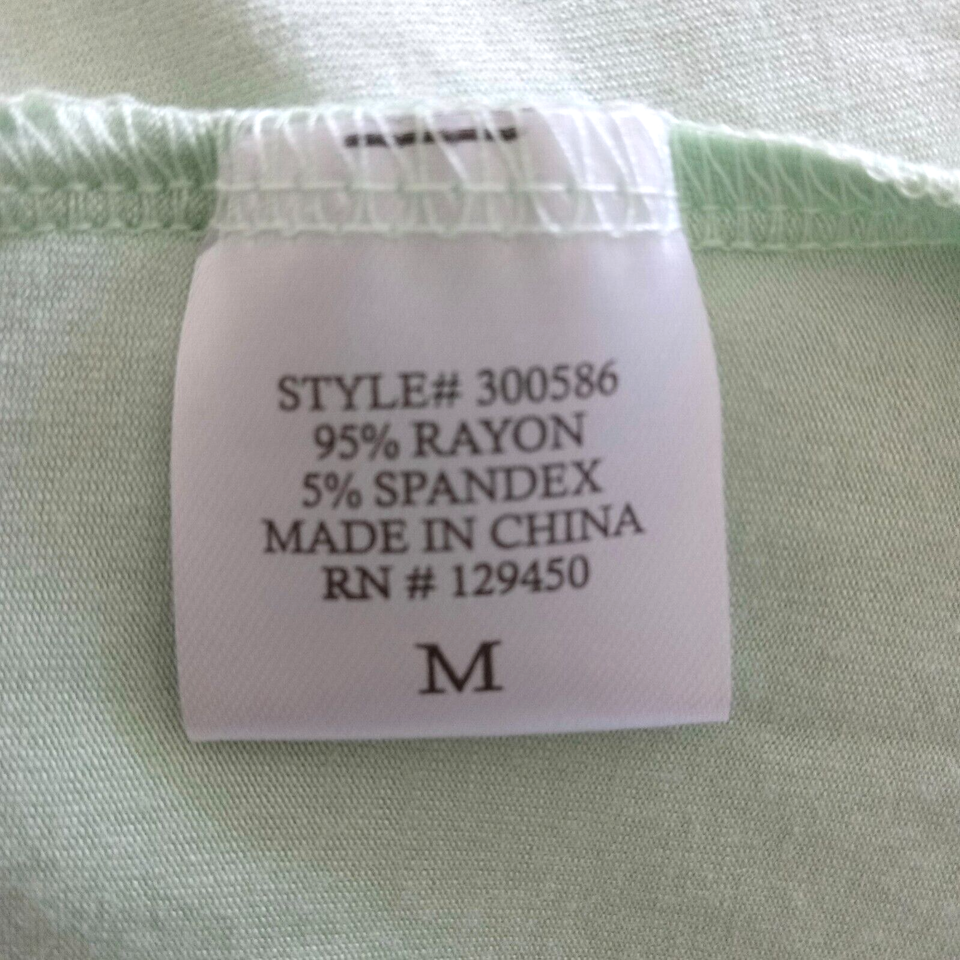 STYLE# 300586
95% RAYON
5% SPANDEX
MADE IN CHINA
RN # 129450
M